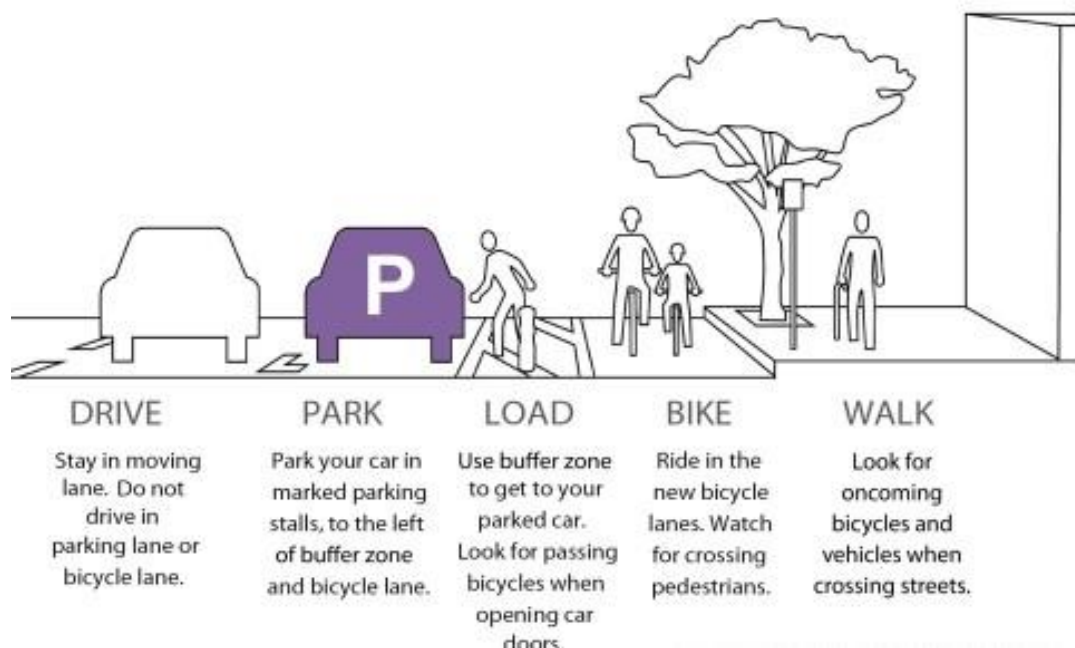 P
DRIVE
Stay in moving
lane. Do not
drive in
parking lane or
bicycle lane.
PARK
Park your car in
marked parking
stalls, to the left
of buffer zone
and bicycle lane.
LOAD
Use buffer zone
to get to your
parked car.
Look for passing
bicycles when
opening car
doors.
BIKE
Ride in the
new bicycle
lanes. Watch
for crossing
pedestrians.
WALK
Look for
oncoming
bicycles and
vehicles when
crossing streets.